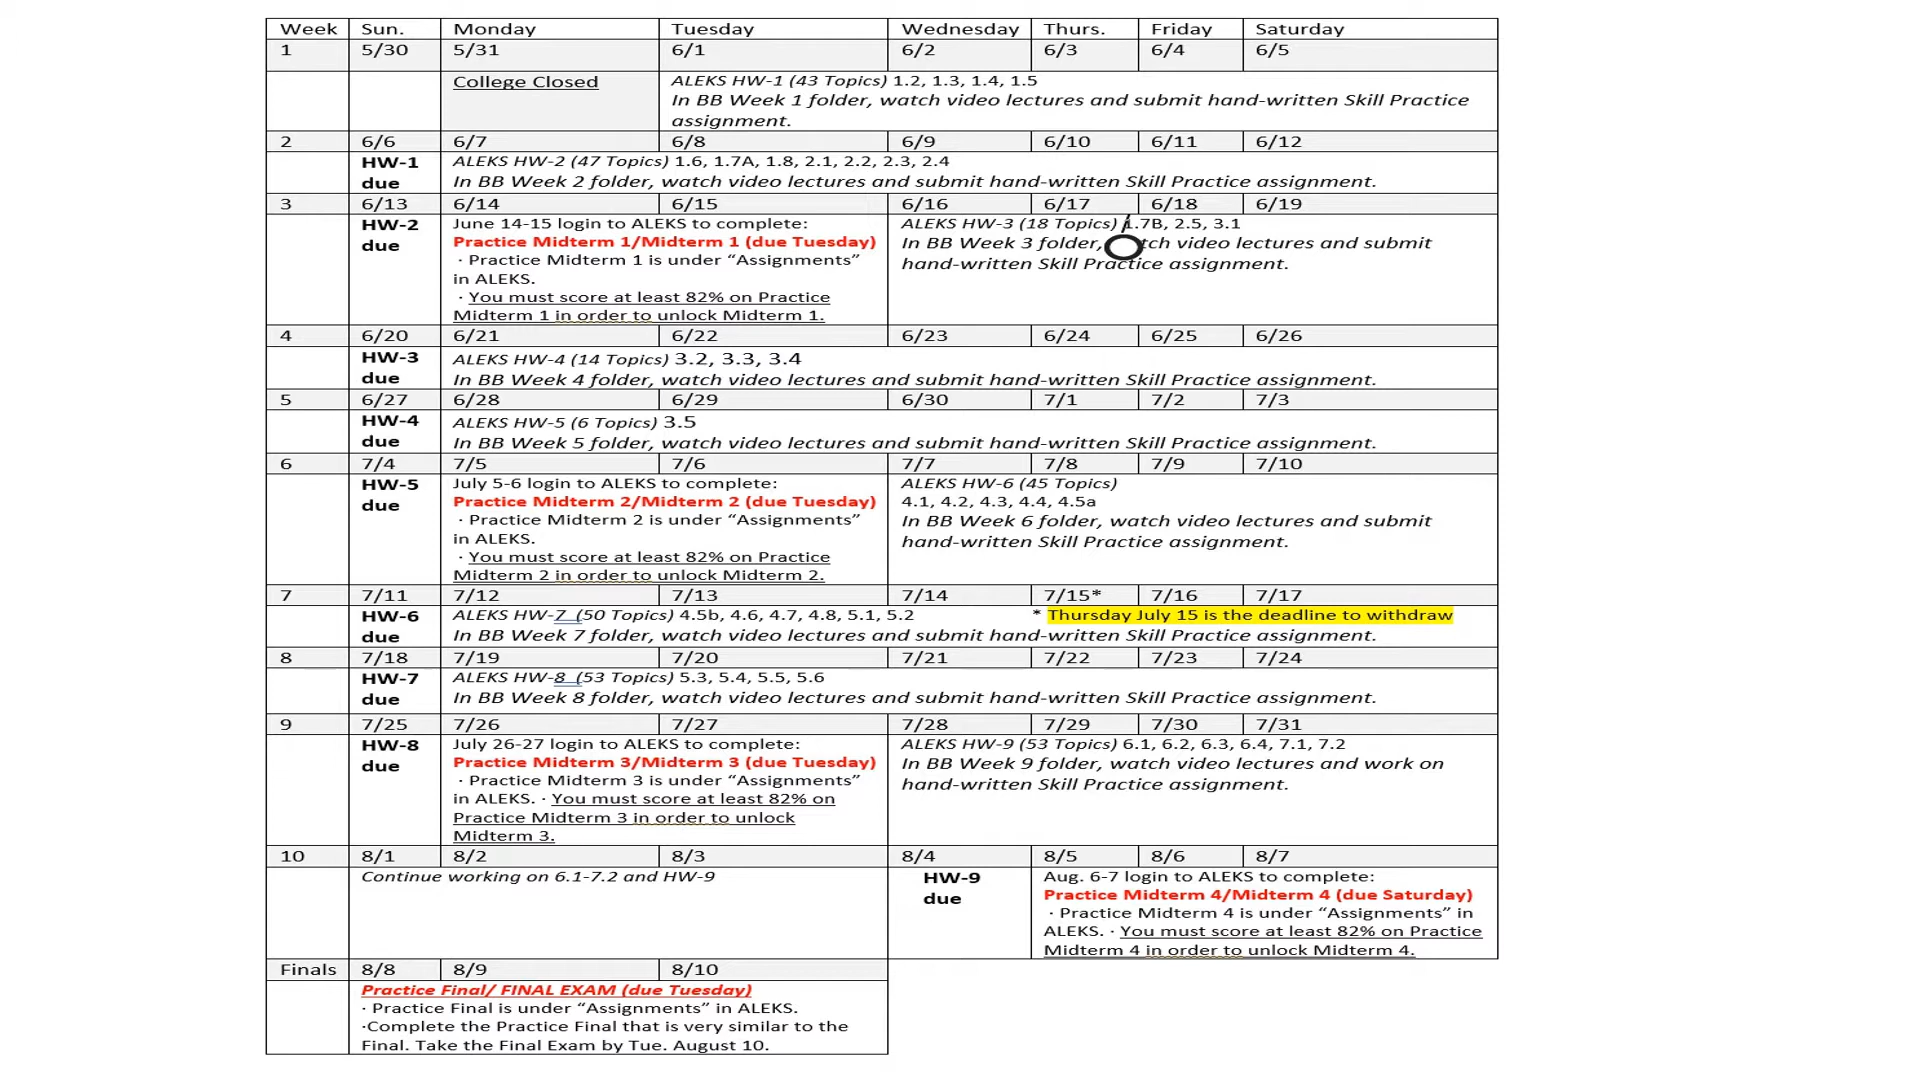 Week Sun. Monday Tuesday Wednesday Thurs. Friday Saturday
1 5/30 5/31 6/1 6/2 6/3 6/4 6/5
College Closed
ALEKS HW-1 (43 Topics) 1.2, 1.3, 1.4, 1.5
In BB Week 1 folder, watch video lectures and submit hand-written Skill Practice
assignment.
2 6/6 6/7 6/8 6/9 6/10 6/11 6/12
HW-1
due
ALEKS HW-2 (47 Topics) 1.6, 1.7A, 1.8, 2.1, 2.2, 2.3, 2.4
In BB Week 2 folder, watch video lectures and submit hand-written Skill Practice assignment.
3 6/13 6/14 6/15 6/16 6/17 6/18 6/19
HW-2
due
June 14-15 login to ALEKS to complete:
Practice Midterm 1/Midterm 1 (due Tuesday)
· Practice Midterm 1 is under “Assignments”
in ALEKS.
· You must score at least 82% on Practice
Midterm 1 in order to unlock Midterm 1.
ALEKS HW-3 (18 Topics) 1.7B, 2.5, 3.1
In BB Week 3 folder, video lectures and submit
hand-written Skill Practice assignment.
4 6/20 6/21 6/22 6/23 6/24 6/25 6/26
HW-3
due
ALEKS HW-4 (14 Topics) 3.2, 3.3, 3.4
In BB Week 4 folder, watch video lectures and submit hand-written Skill Practice assignment.
5 6/27 6/28 6/29 6/30 7/1 7/2 7/3
HW-4
due
ALEKS HW-5 (6 Topics) 3.5
In BB Week 5 folder, watch video lectures and submit hand-written Skill Practice assignment.
6 7/4 7/5 7/6 7/7 7/8 7/9 7/10
HW-5
due
July 5-6 login to ALEKS to complete:
Practice Midterm 2/Midterm 2 (due Tuesday)
· Practice Midterm 2 is under “Assignments”
in ALEKS.
· You must score at least 82% on Practice
Midterm 2 in order to unlock Midterm 2.
ALEKS HW-6 (45 Topics)
4.1, 4.2, 4.3, 4.4, 4.5a
In BB Week 6 folder, watch video lectures and submit
hand-written Skill Practice assignment.
7 7/11 7/12 7/13 7/14 7/15* 7/16 7/17
HW-6
due
ALEKS HW-7 (50 Topics) 4.5b, 4.6, 4.7, 4.8, 5.1, 5.2 * Thursday July 15 is the deadline to withdraw
In BB Week 7 folder, watch video lectures and submit hand-written Skill Practice assignment.
8 7/18 7/19 7/20 7/21 7/22 7/23 7/24
HW-7
due
ALEKS HW-8 (53 Topics) 5.3, 5.4, 5.5, 5.6
In BB Week 8 folder, watch video lectures and submit hand-written Skill Practice assignment.
9 7/25 7/26 7/27 7/28 7/29 7/30 7/31
HW-8
due
July 26-27 login to ALEKS to complete:
Practice Midterm 3/Midterm 3 (due Tuesday)
· Practice Midterm 3 is under “Assignments”
in ALEKS. · You must score at least 82% on
Practice Midterm 3 in order to unlock
Midterm 3.
ALEKS HW-9 (53 Topics) 6.1, 6.2, 6.3, 6.4, 7.1, 7.2
In BB Week 9 folder, watch video lectures and work on
hand-written Skill Practice assignment.
10 8/1 8/2 8/3 8/4 8/5 8/6 8/7
Continue working on 6.1-7.2 and HW-9
HW-9
due
Aug. 6-7 login to ALEKS to complete:
Practice Midterm 4/Midterm 4 (due Saturday)
· Practice Midterm 4 is under “Assignments” in
ALEKS. · You must score at least 82% on Practice
Midterm 4 in order to unlock Midterm 4.
Finals 8/8 8/9 8/10
Practice Final/ FINAL EXAM (due Tuesday)
· Practice Final is under “Assignments” in ALEKS.
·Complete the Practice Final that is very similar to the
Final. Take the Final Exam by Tue. August 10.